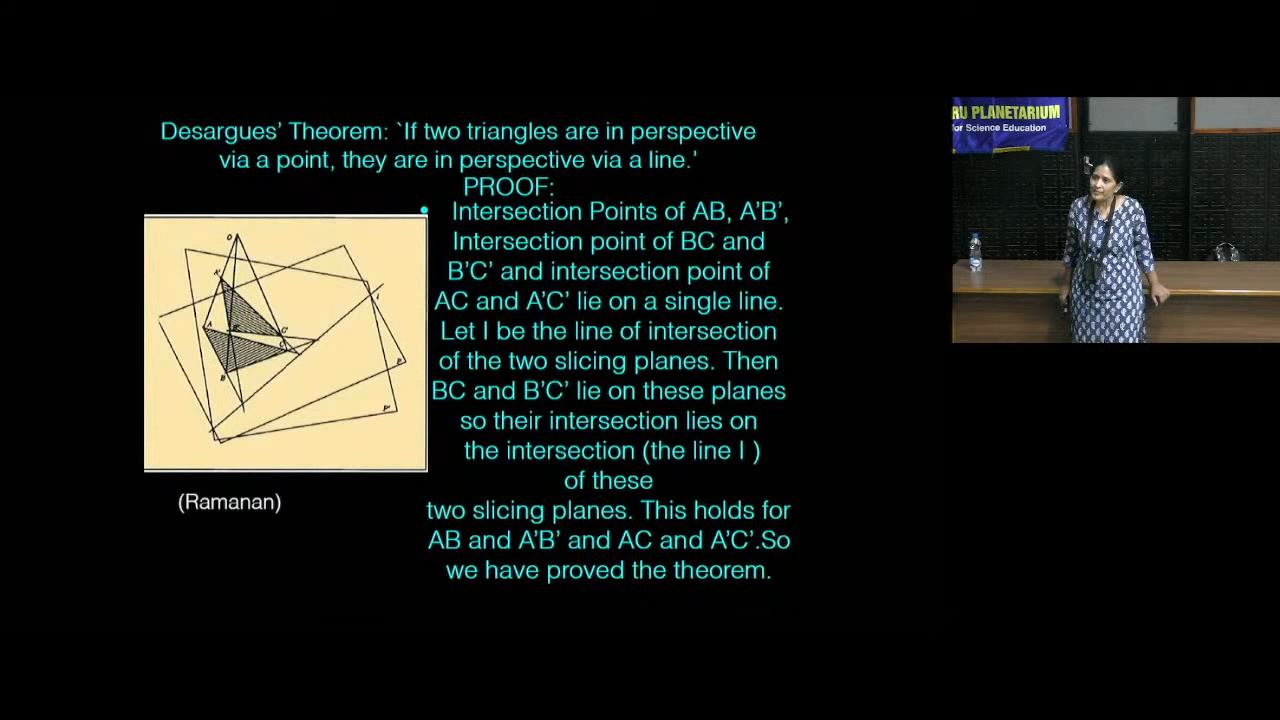 Desargues’ Theorem: `If two triangles are in perspective
via a point, they are in perspective via a line.’
PROOF:
• Intersection Points of AB, A’B’,
Intersection point of BC and
B’C’ and intersection point of
AC and A’C’ lie on a single line.
Let l be the line of intersection
of the two slicing planes. Then
BC and B’C’ lie on these planes
so their intersection lies on
the intersection (the line l )
of these
two slicing planes. This holds for
AB and A’B’ and AC and A’C’.So
we have proved the theorem.
O
A'
A
C'
B
(Ramanan)
RU PLANETARIUM
for Science Education